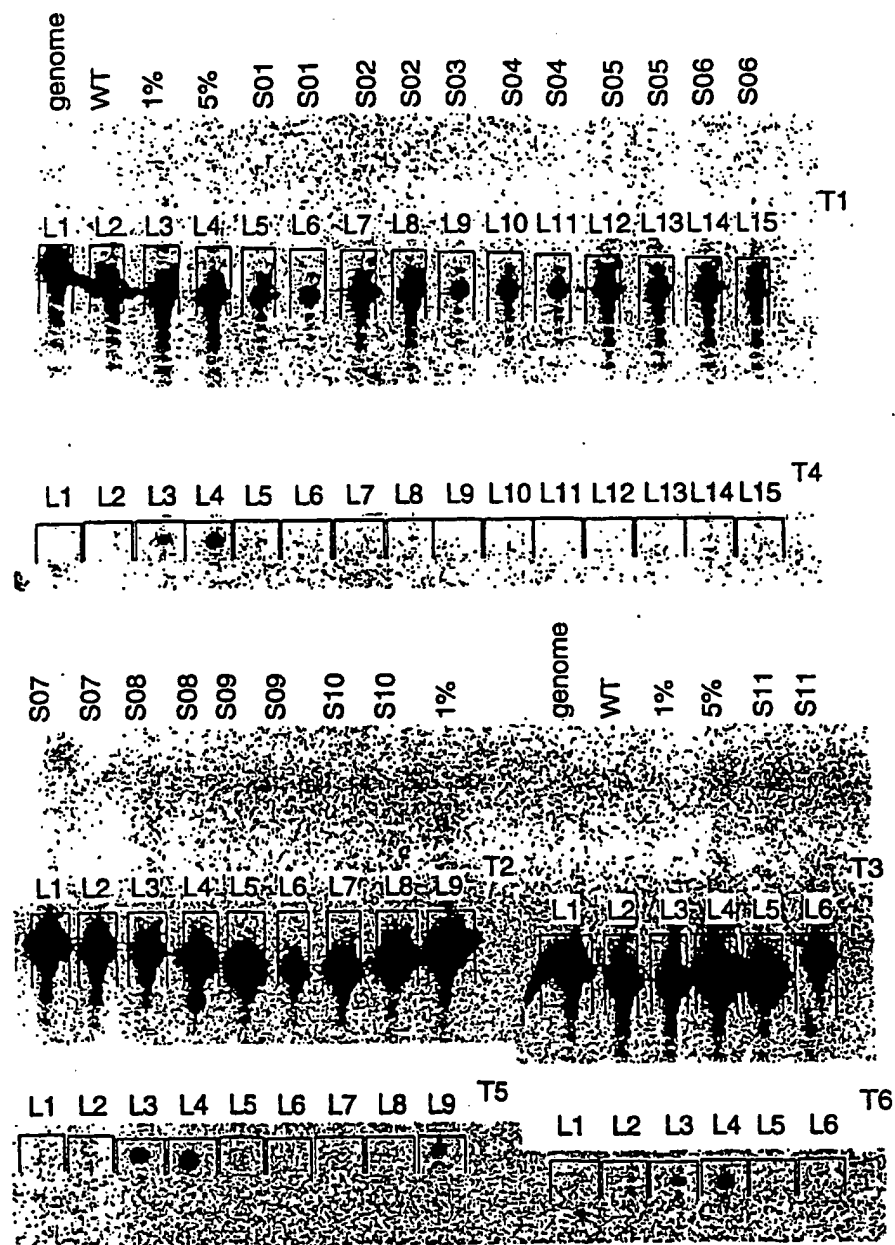 genome WT 1% 5% S01 S01 S02 S02 S03 S04 S04 S05 S05 S06 S06
T1
L1 L2 L3 L4 L5 L6 L7 L8 L9 L10 L11 L12 L13 L14 L15
T4
L1 L2 L3 L4 L5 L6 L7 L8 L9 L10 L11 L12 L13 L14 L15
S07 S07 S08 S08 S09 S09 S10 S10 1% genome WT 1% 5% S11 S11
T2 T3
L1 L2 L3 L4 L5 L6 L7 L8 L9 L1 L2 L3 L4 L5 L6
T5 T6
L1 L2 L3 L4 L5 L6 L7 L8 L9 L1 L2 L3 L4 L5 L6